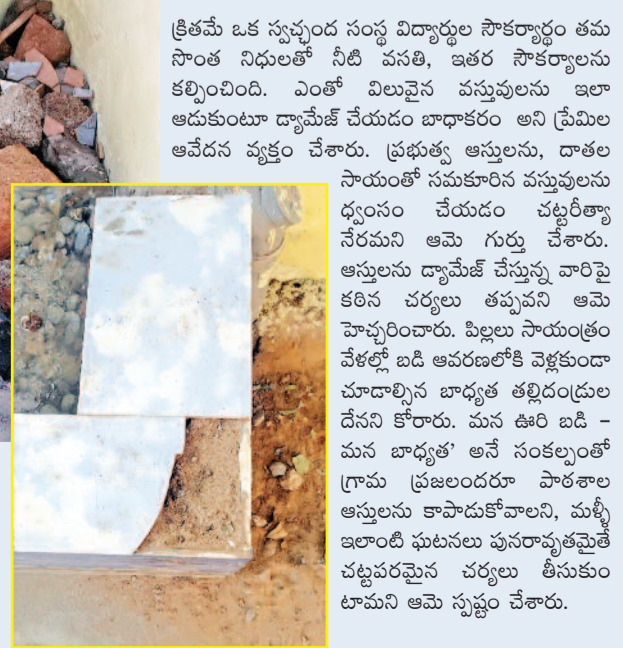 క్రితమే ఒక స్వచ్ఛంద సంస్థ విద్యార్థుల సౌకర్యార్థం తమ
సొంత నిధులతో నీటి వసతి, ఇతర సౌకర్యాలను
కల్పించింది. ఎంతో విలువైన వస్తువులను ఇలా
ఆడుకుంటూ డ్యామేజ్ చేయడం బాధాకరం అని ప్రేమిల
ఆవేదన వ్యక్తం చేశారు. ప్రభుత్వ ఆస్తులను, దాతల
సాయంతో సమకూరిన వస్తువులను
ధ్వంసం చేయడం చట్టరీత్యా
నేరమని ఆమె గుర్తు చేశారు.
ఆస్తులను డ్యామేజ్ చేస్తున్న వారిపై
కఠిన చర్యలు తప్పవని ఆమె
హెచ్చరించారు. పిల్లలు సాయంత్రం
వేళల్లో బడి ఆవరణలోకి వెళ్లకుండా
చూడాల్సిన బాధ్యత తల్లిదండ్రుల
దేనని కోరారు. మన ఊరి బడి –
మన బాధ్యత' అనే సంకల్పంతో
గ్రామ ప్రజలందరూ పాఠశాల
ఆస్తులను కాపాడుకోవాలని, మళ్ళీ
ఇలాంటి ఘటనలు పునరావృతమైతే
చట్టపరమైన చర్యలు తీసుకుం
టామని ఆమె స్పష్టం చేశారు.